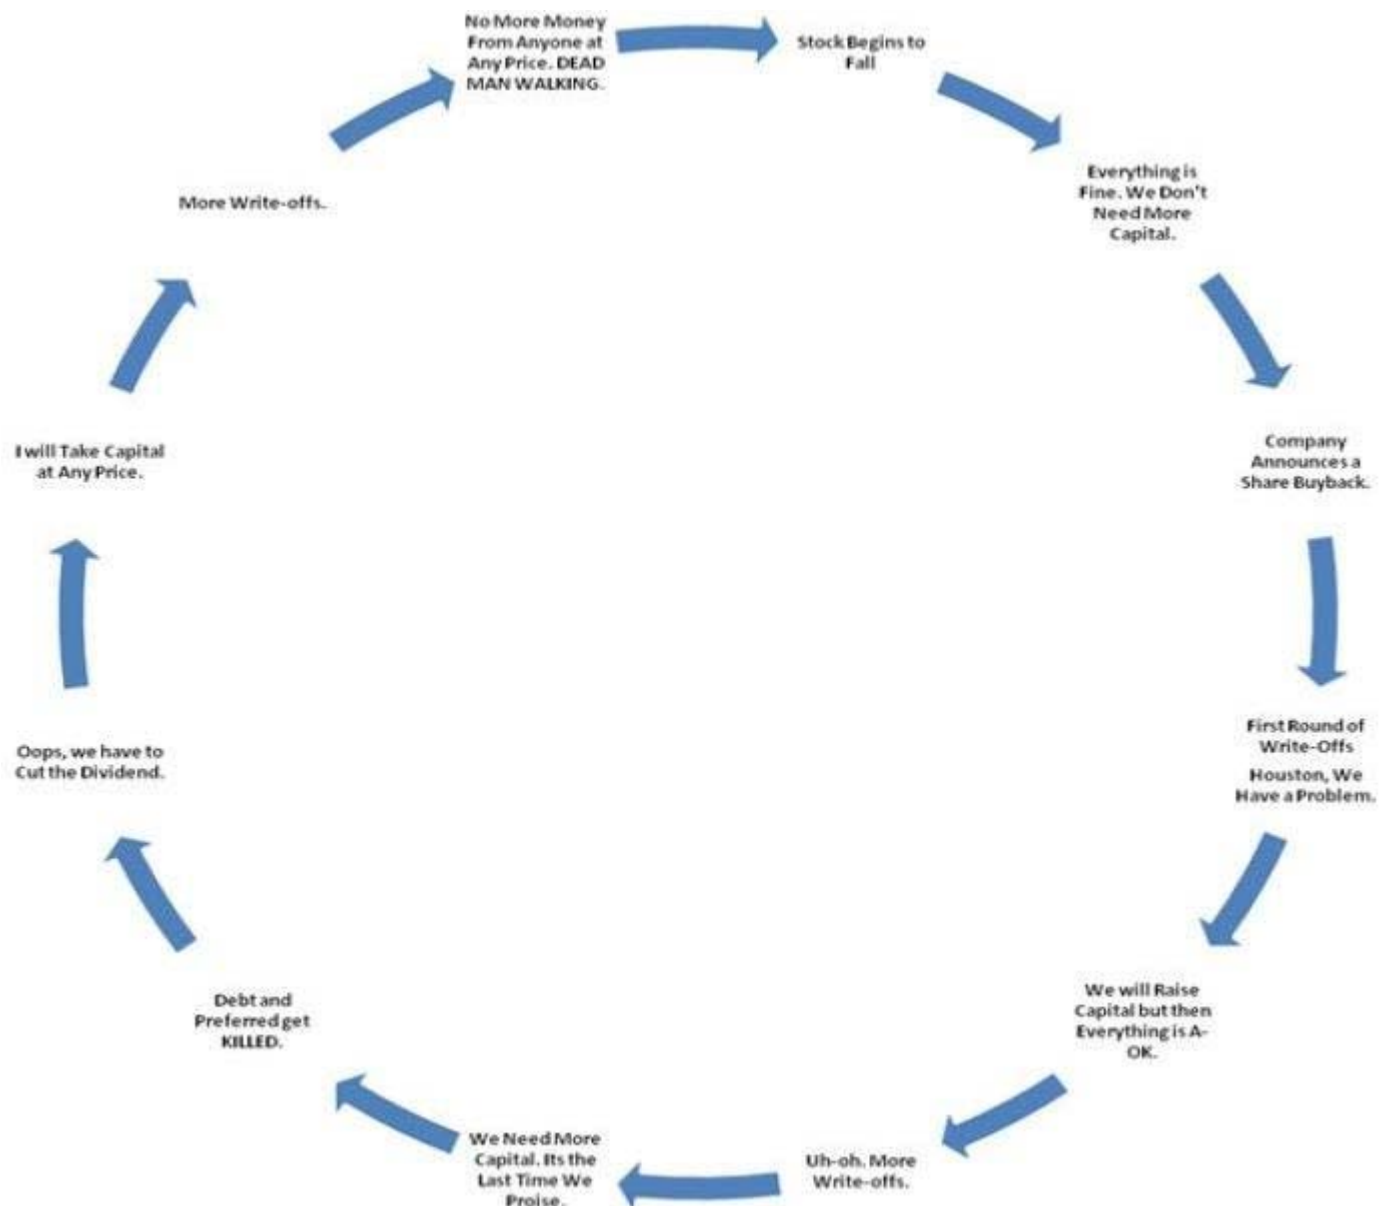 No More Money
From Anyone at
Any Price. DEAD
MAN WALKING.
Stock Begins to
Fall
Everything is
Fine. We Don't
Need More
Capital.
Company
Announces a
Share Buyback.
First Round of
Write-Offs
Houston, We
Have a Problem.
We will Raise
Capital but then
Everything is A-
OK.
Uh-oh. More
Write-offs.
We Need More
Capital. Its the
Last Time We
Proise.
Debt and
Preferred get
KILLED.
Oops, we have to
Cut the Dividend.
I will Take Capital
at Any Price.
More Write-offs.